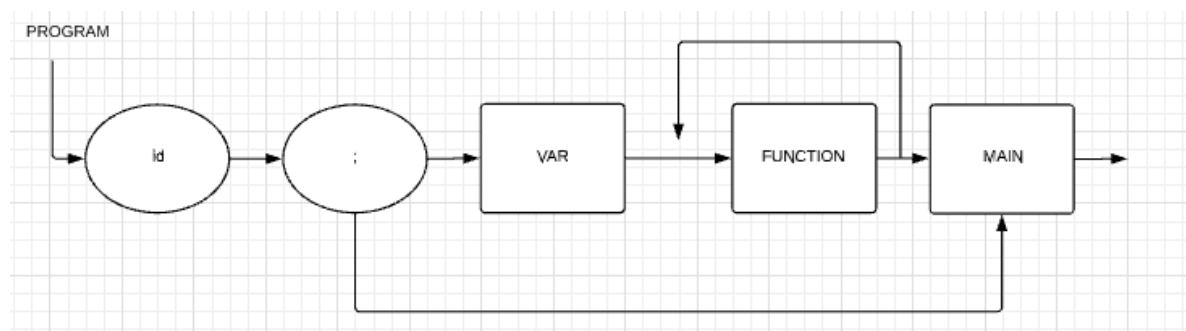 PROGRAM
id
;
VAR
FUNCTION
MAIN